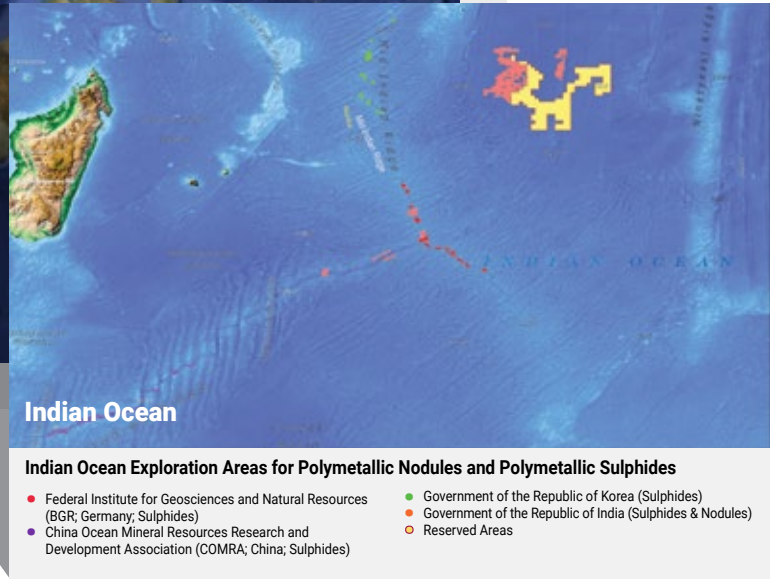 INDIAN OCEAN
Indian Ocean
Indian Ocean Exploration Areas for Polymetallic Nodules and Polymetallic Sulphides
Federal Institute for Geosciences and Natural Resources
(BGR; Germany; Sulphides)
China Ocean Mineral Resources Research and
Development Association (COMRA; China; Sulphides)
Government of the Republic of Korea (Sulphides)
Government of the Republic of India (Sulphides & Nodules)
Reserved Areas